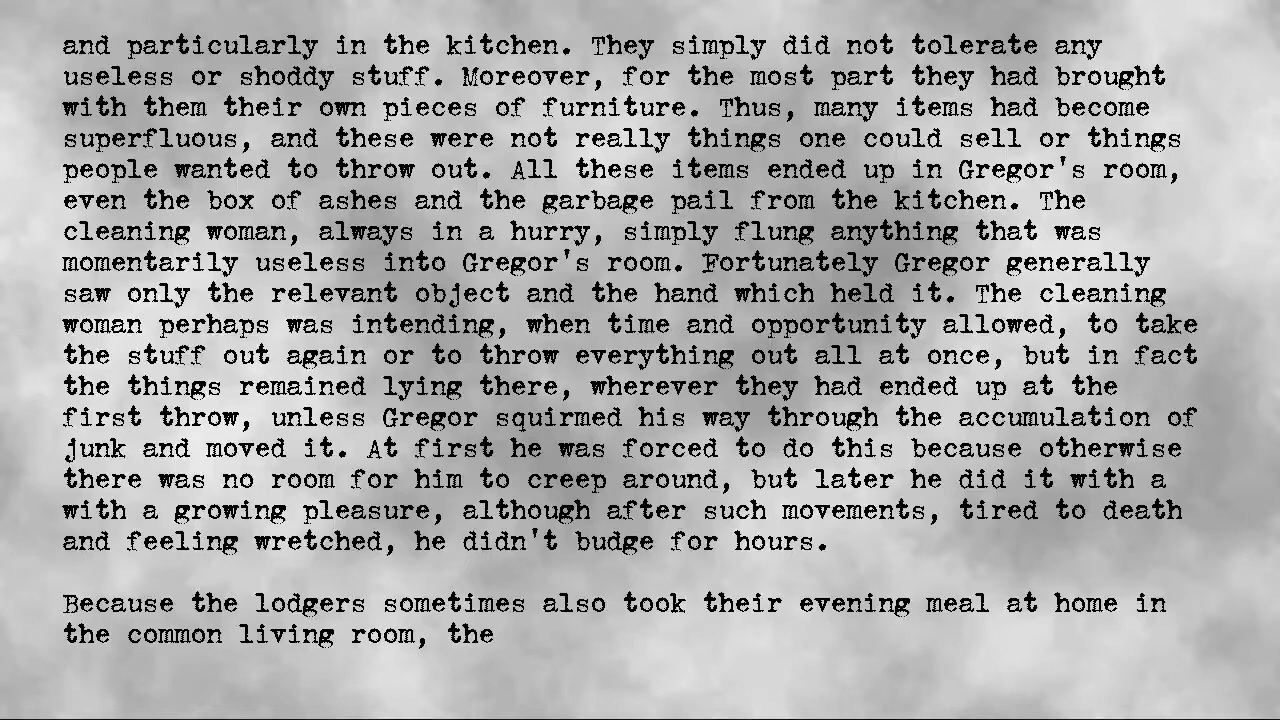 and particularly in the kitchen. They simply did not tolerate any
useless or shoddy stuff. Moreover, for the most part they had brought
with them their own pieces of furniture. Thus, many items had become
superfluous, and these were not really things one could sell or things
people wanted to throw out. All these items ended up in Gregor's room,
even the box of ashes and the garbage pail from the kitchen. The
cleaning woman, always in a hurry, simply flung anything that was
momentarily useless into Gregor's room. Fortunately Gregor generally
saw only the relevant object and the hand which held it. The cleaning
woman perhaps was intending, when time and opportunity allowed, to take
the stuff out again or to throw everything out all at once, but in fact
the things remained lying there, wherever they had ended up at the
first throw, unless Gregor squirmed his way through the accumulation of
junk and moved it. At first he was forced to do this because otherwise
there was no room for him to creep around, but later he did it with a
with a growing pleasure, although after such movements, tired to death
and feeling wretched, he didn't budge for hours.
Because the lodgers sometimes also took their evening meal at home in
the common living room, the